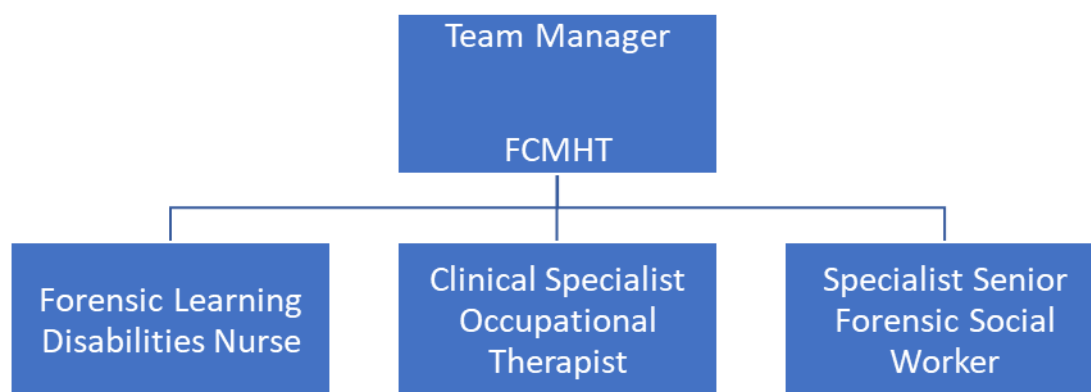 Team Manager
FCMHT
Forensic Learning
Disabilities Nurse
Clinical Specialist
Occupational
Therapist
Specialist Senior
Forensic Social
Worker